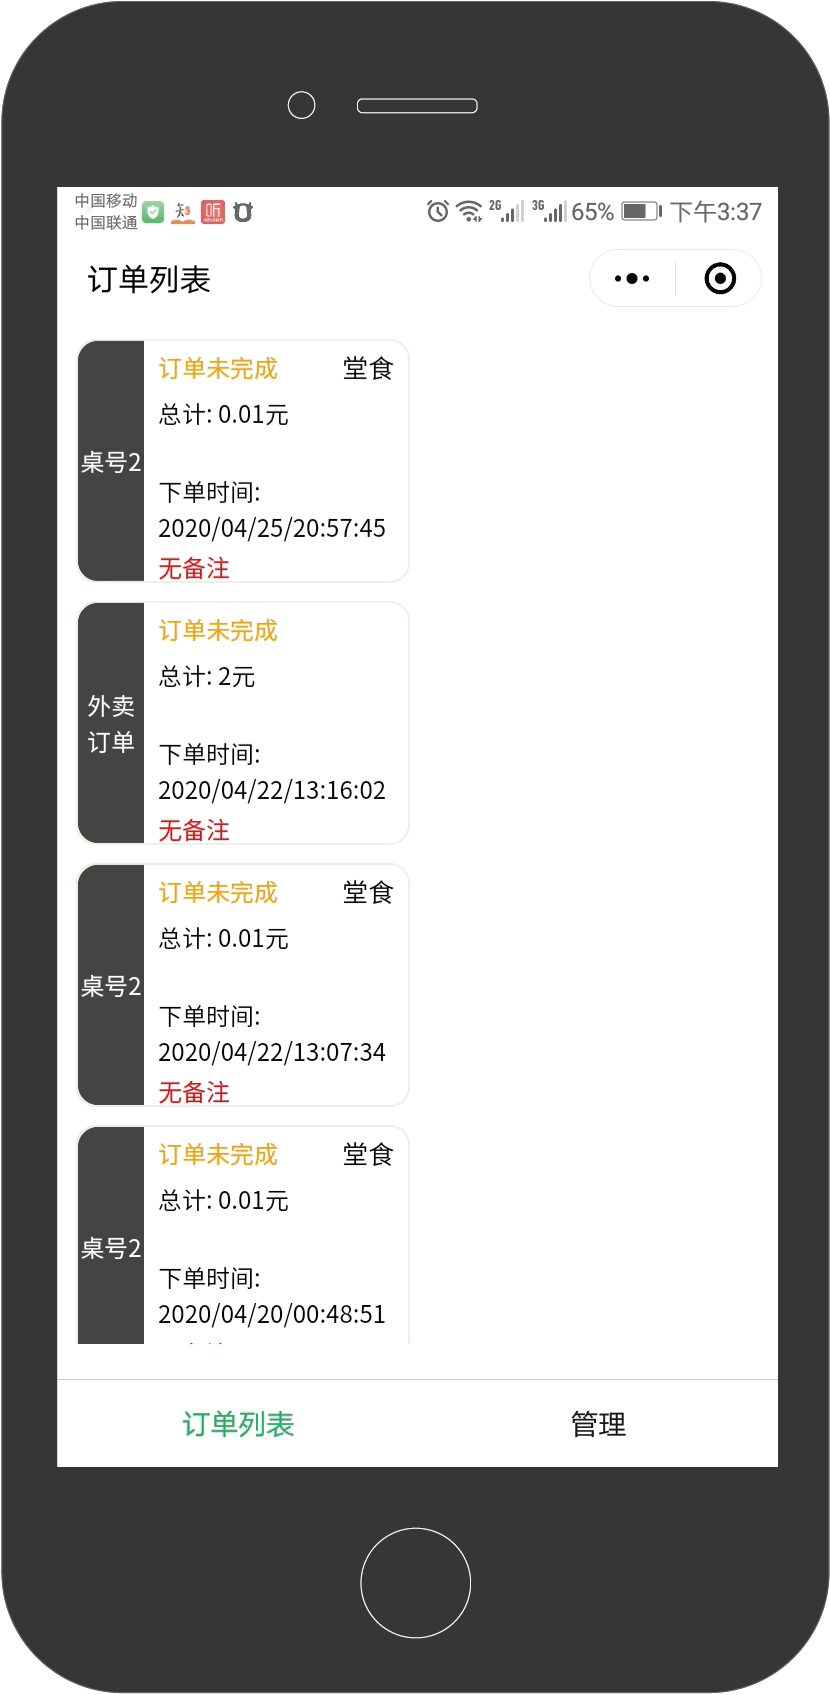 中国移动
中国联通
听
2G 3G 65% 下午3:37
订单列表
桌号2
订单未完成 堂食
总计: 0.01元
下单时间:
2020/04/25/20:57:45
无备注
外卖
订单
订单未完成
总计: 2元
下单时间:
2020/04/22/13:16:02
无备注
桌号2
订单未完成 堂食
总计: 0.01元
下单时间:
2020/04/22/13:07:34
无备注
桌号2
订单未完成 堂食
总计: 0.01元
下单时间:
2020/04/20/00:48:51
订单列表 管理